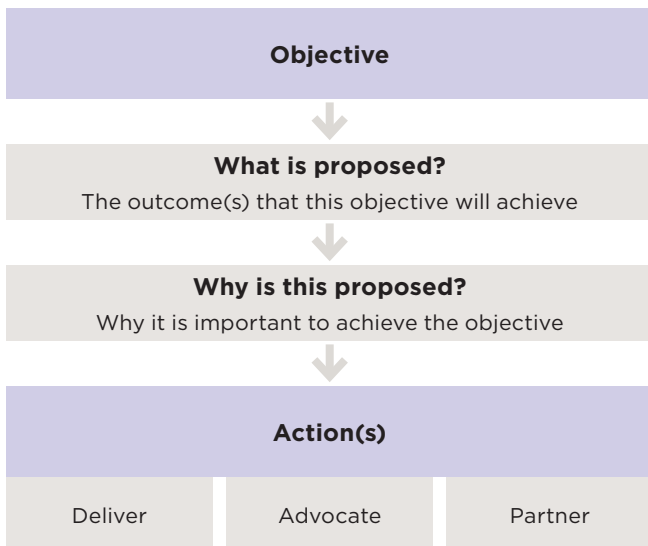 Objective
What is proposed?
The outcome(s) that this objective will achieve
Why is this proposed?
Why it is important to achieve the objective
Action(s)
Deliver
Advocate
Partner